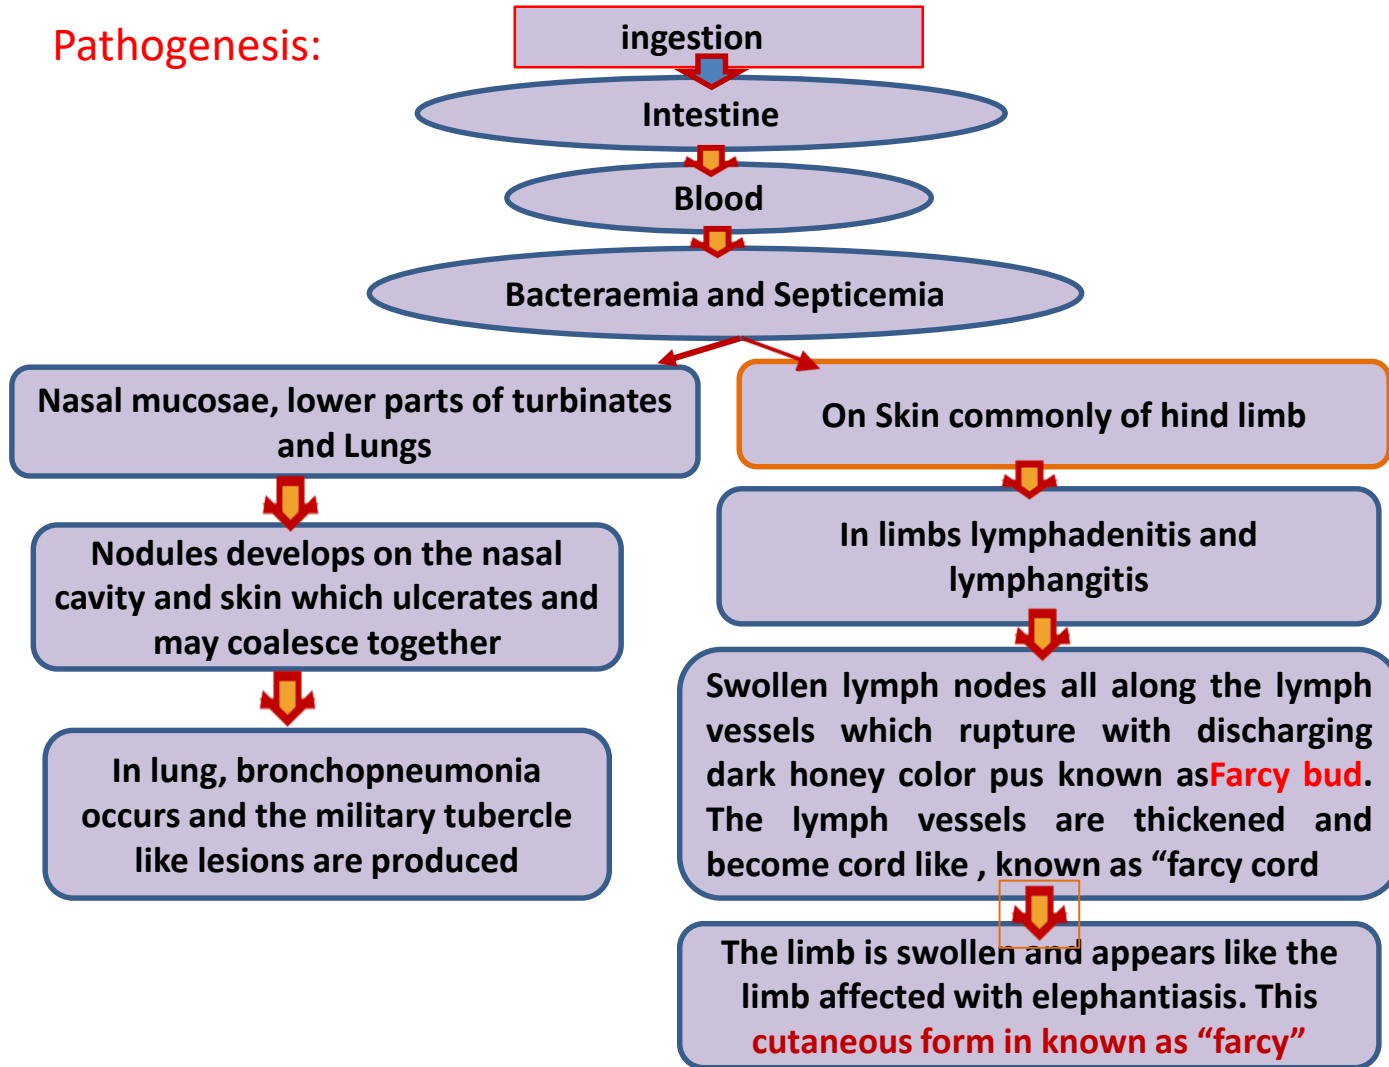 Pathogenesis:
ingestion
Intestine
Blood
Bacteraemia and Septicemia
Nasal mucosae, lower parts of turbinates
and Lungs
Nodules develops on the nasal
cavity and skin which ulcerates and
may coalesce together
In lung, bronchopneumonia
occurs and the military tubercle
like lesions are produced
On Skin commonly of hind limb
In limbs lymphadenitis and
lymphangitis
Swollen lymph nodes all along the lymph
vessels which rupture with discharging
dark honey color pus known asFarcy bud.
The lymph vessels are thickened and
become cord like , known as “farcy cord
The limb is swollen and appears like the
limb affected with elephantiasis. This
cutaneous form in known as “farcy”